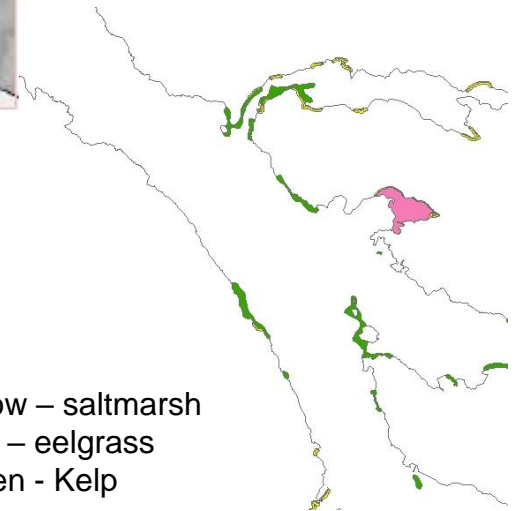 ow – saltmarsh
– eelgrass
en - Kelp